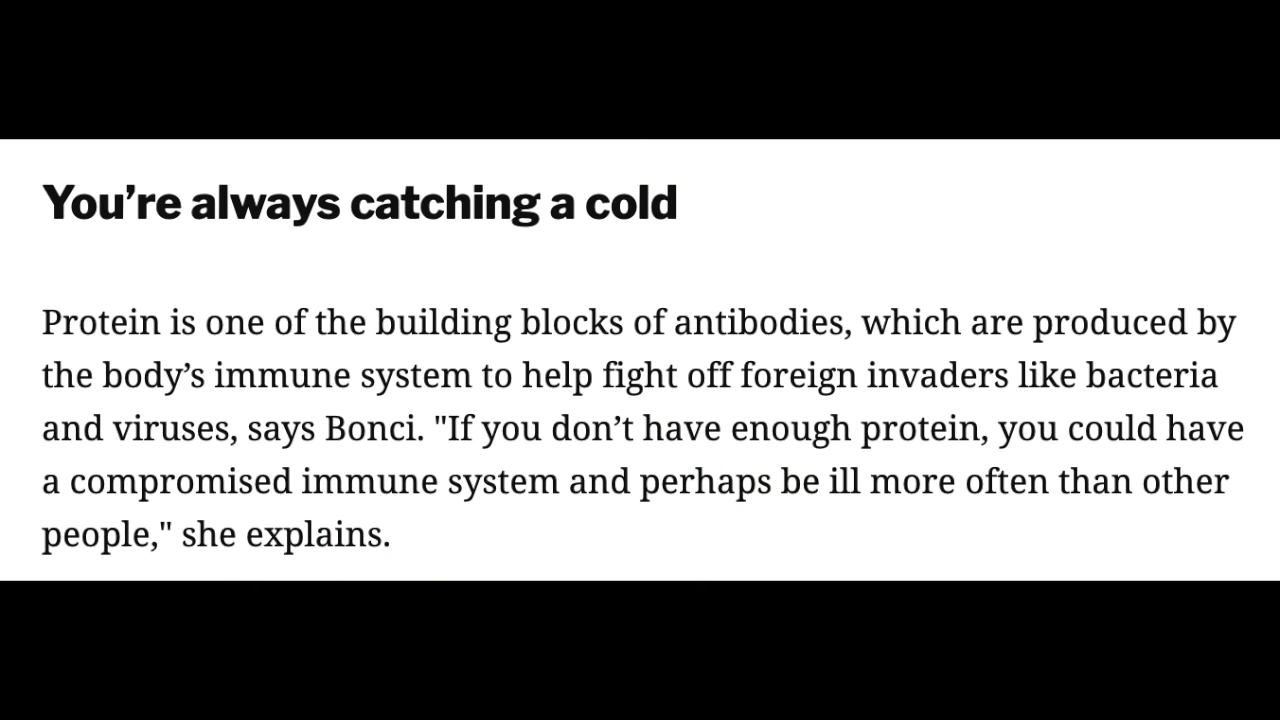 You’re always catching a cold
Protein is one of the building blocks of antibodies, which are produced by
the body’s immune system to help fight off foreign invaders like bacteria
and viruses, says Bonci. "If you don’t have enough protein, you could have
a compromised immune system and perhaps be ill more often than other
people," she explains.